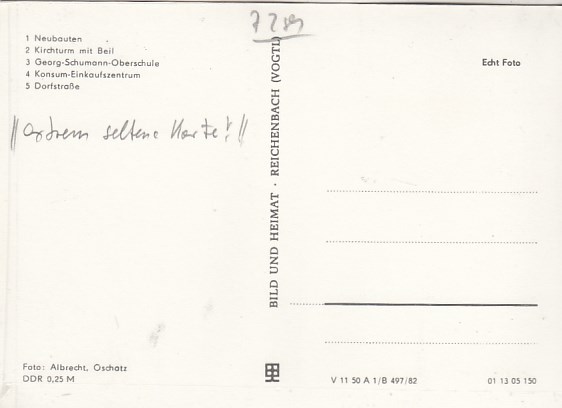 1 Neubauten
2 Kirchturm mit Beil
3 Georg-Schumann-Oberschule
4 Konsum-Einkaufszentrum
5 Dorfstraße
Echt Foto
//extrem seltene Karte!//
BILD UND HEIMAT · REICHENBACH (VOGTL)
Foto: Albrecht, Oschatz
DDR 0,25 M
V 11 50 A 1/B 497/82
01 13 05 150